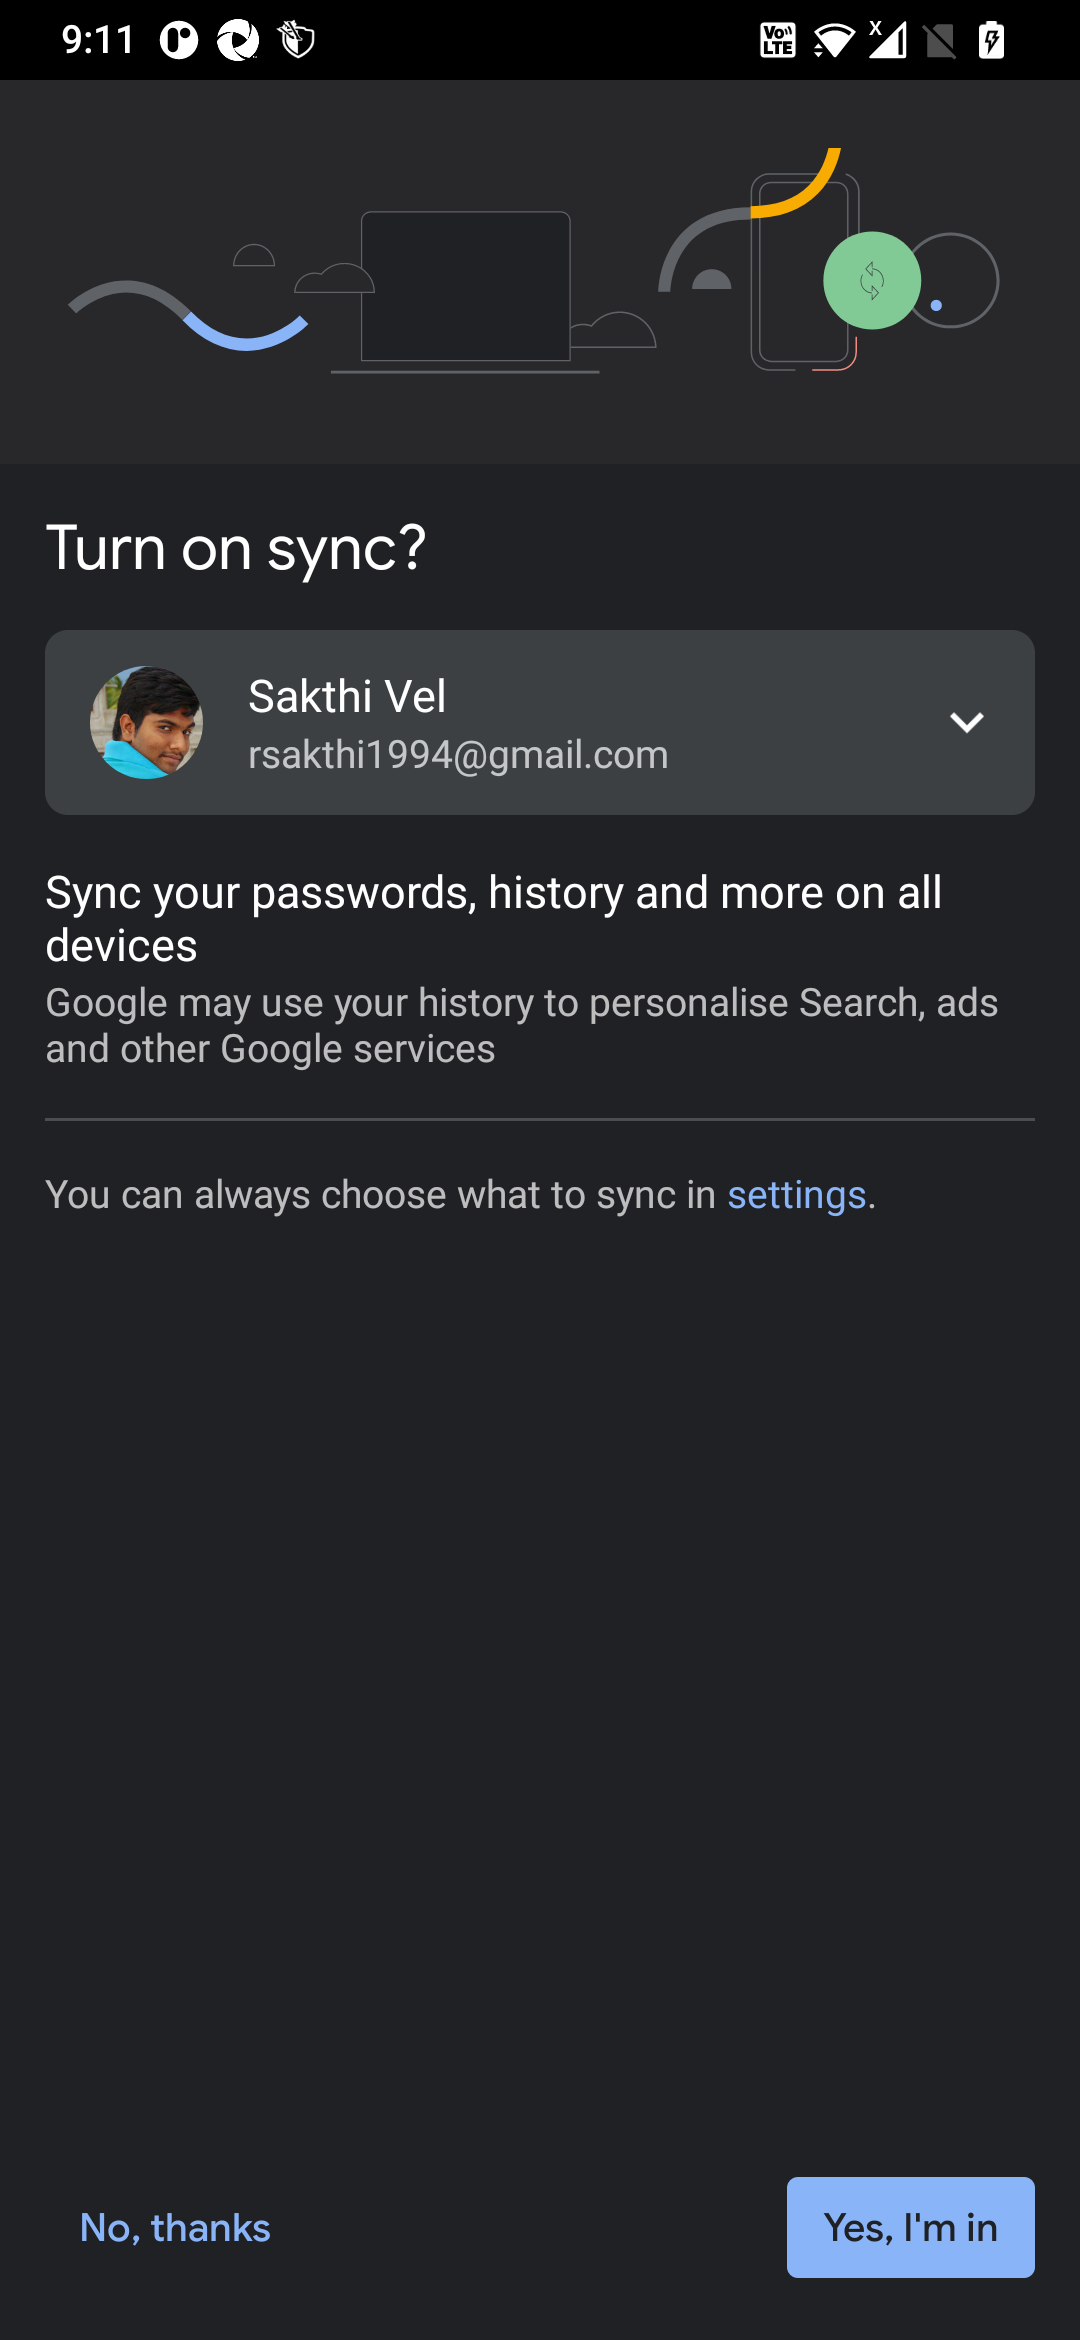 9:11
Vo LTE
X
Turn on sync?
Sakthi Vel
rsakthi1994@gmail.com
Sync your passwords, history and more on all
devices
Google may use your history to personalise Search, ads
and other Google services
You can always choose what to sync in settings.
No, thanks
Yes, I'm in